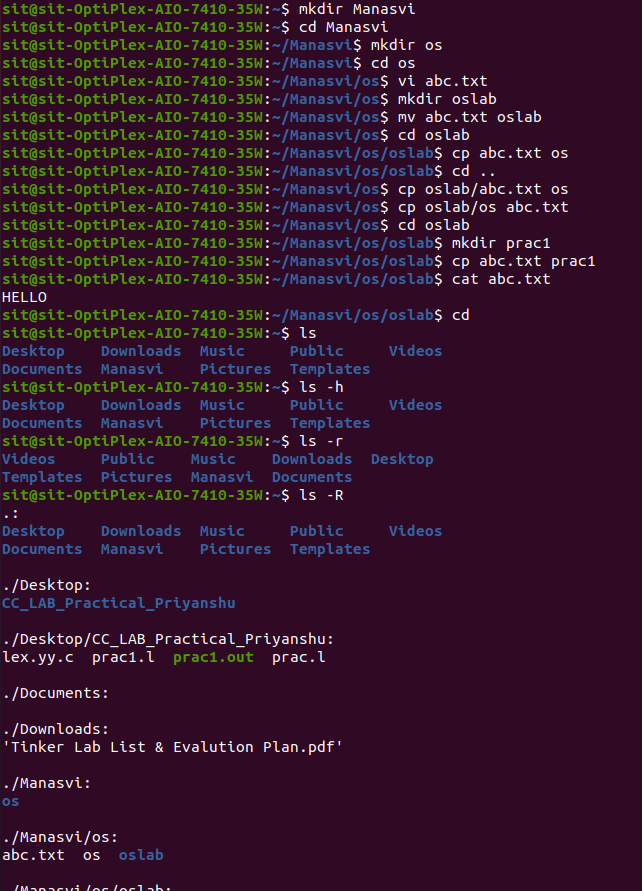 sit@sit-OptiPlex-AIO-7410-35W:~$ mkdir Manasvi
sit@sit-OptiPlex-AIO-7410-35W:~$ cd Manasvi
sit@sit-OptiPlex-AIO-7410-35W:~/Manasvi$ mkdir os
sit@sit-OptiPlex-AIO-7410-35W:~/Manasvi$ cd os
sit@sit-OptiPlex-AIO-7410-35W:~/Manasvi/os$ vi abc.txt
sit@sit-OptiPlex-AIO-7410-35W:~/Manasvi/os$ mkdir oslab
sit@sit-OptiPlex-AIO-7410-35W:~/Manasvi/os$ mv abc.txt oslab
sit@sit-OptiPlex-AIO-7410-35W:~/Manasvi/os$ cd oslab
sit@sit-OptiPlex-AIO-7410-35W:~/Manasvi/os/oslab$ cp abc.txt os
sit@sit-OptiPlex-AIO-7410-35W:~/Manasvi/os/oslab$ cd ..
sit@sit-OptiPlex-AIO-7410-35W:~/Manasvi/os$ cp oslab/abc.txt os
sit@sit-OptiPlex-AIO-7410-35W:~/Manasvi/os$ cp oslab/os abc.txt
sit@sit-OptiPlex-AIO-7410-35W:~/Manasvi/os$ cd oslab
sit@sit-OptiPlex-AIO-7410-35W:~/Manasvi/os/oslab$ mkdir prac1
sit@sit-OptiPlex-AIO-7410-35W:~/Manasvi/os/oslab$ cp abc.txt prac1
sit@sit-OptiPlex-AIO-7410-35W:~/Manasvi/os/oslab$ cat abc.txt
HELLO
sit@sit-OptiPlex-AIO-7410-35W:~/Manasvi/os/oslab$ cd
sit@sit-OptiPlex-AIO-7410-35W:~$ ls
Desktop    Downloads  Music     Public     Videos
Documents  Manasvi    Pictures  Templates
sit@sit-OptiPlex-AIO-7410-35W:~$ ls -h
Desktop    Downloads  Music     Public     Videos
Documents  Manasvi    Pictures  Templates
sit@sit-OptiPlex-AIO-7410-35W:~$ ls -r
Videos     Public    Music    Downloads  Desktop
Templates  Pictures  Manasvi  Documents
sit@sit-OptiPlex-AIO-7410-35W:~$ ls -R
.:
Desktop    Downloads  Music     Public     Videos
Documents  Manasvi    Pictures  Templates
./Desktop:
CC_LAB_Practical_Priyanshu
./Desktop/CC_LAB_Practical_Priyanshu:
lex.yy.c  prac1.l  prac1.out  prac.l
./Documents:
./Downloads:
'Tinker Lab List & Evalution Plan.pdf'
./Manasvi:
os
./Manasvi/os:
abc.txt  os  oslab
./Manasvi/os/oslab: